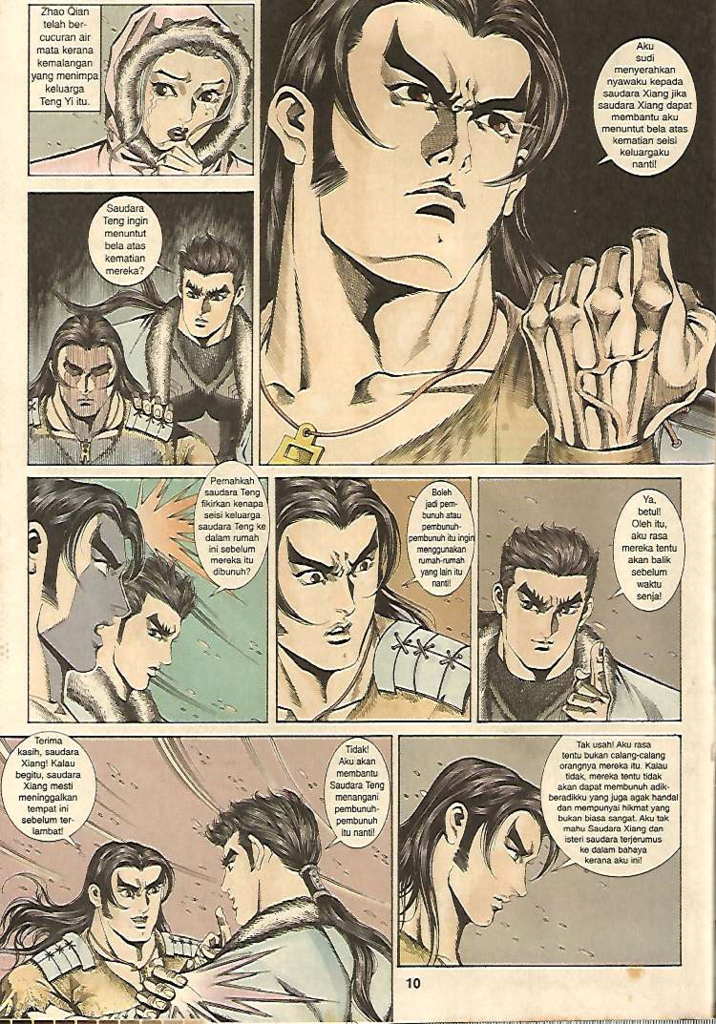 Zhao Qian
telah ber-
cucuran air
mata kerana
kemalangan
yang menimpa
keluarga
Teng Yi itu.
Aku
sudi
menyerahkan
nyawaku kepada
saudara Xiang jika
saudara Xiang dapat
membantu aku
menuntut bela atas
kematian seisi
keluargaku
nanti!
Saudara
Teng ingin
menuntut
bela atas
kematian
mereka?
Pernahkah
saudara Teng
fikirkan kenapa
seisi keluarga
saudara Teng ke
dalam rumah
ini sebelum
mereka itu
dibunuh?
Boleh
jadi pem-
bunuh atau
pembunuh-
pembunuh itu ingin
menggunakan
rumah-rumah
yang lain itu
nanti!
Ya,
betul!
Oleh itu,
aku rasa
mereka tentu
akan balik
sebelum
waktu
senja!
Terima
kasih, saudara
Xiang! Kalau
begitu, saudara
Xiang mesti
meninggalkan
tempat ini
sebelum ter-
lambat!
Tidak!
Aku akan
membantu
Saudara Teng
menangani
pembunuh-
pembunuh
itu nanti!
Tak usah! Aku rasa
tentu bukan calang-calang
orangnya mereka itu. Kalau
tidak, mereka tentu tidak
akan dapat membunuh adik-
beradikku yang juga agak handal
dan mempunyai hikmat yang
bukan biasa sangat. Aku tak
mahu Saudara Xiang dan
isteri saudara terjerumus
ke dalam bahaya
kerana aku ini!
10